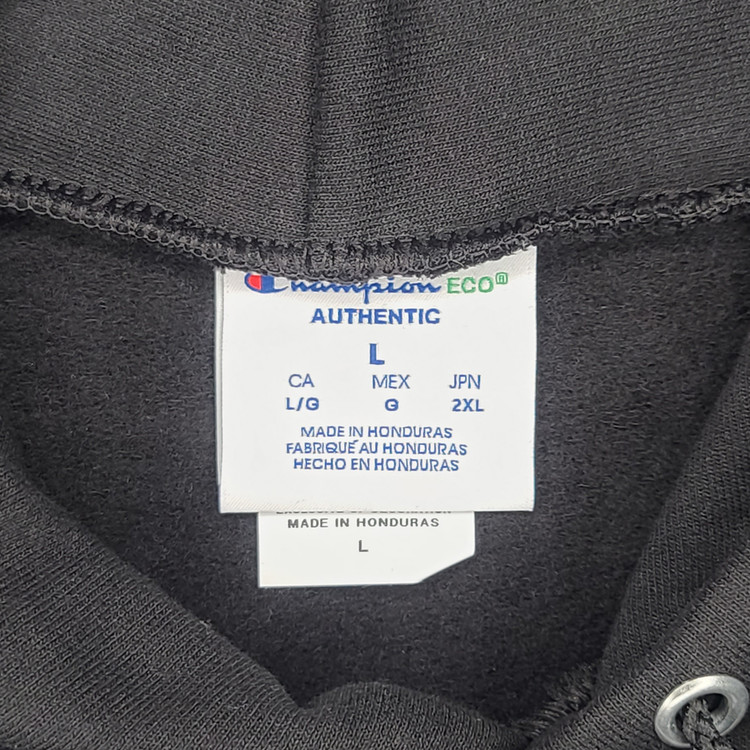 Champion ECO®
AUTHENTIC
L
CA MEX JPN
L/G G 2XL
MADE IN HONDURAS
FABRIQUÉ AU HONDURAS
HECHO EN HONDURAS
MADE IN HONDURAS
L